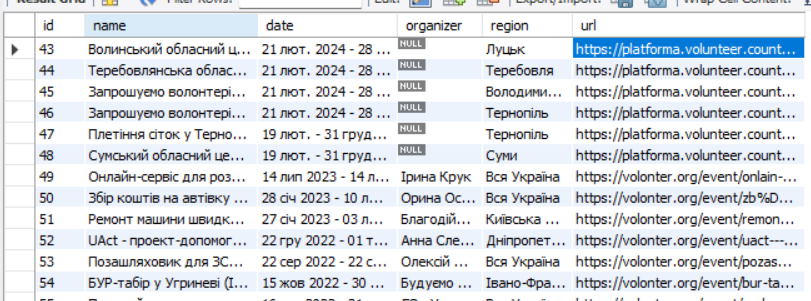 Result Grid Filter Rows: Edit: Export/Import: Wrap Cell Content:
id name date organizer region url
43 Волинський обласний ц... 21 лют. 2024 - 28 ... NULL Луцьк https://platforma.volunteer.count...
44 Теребовлянська облас... 21 лют. 2024 - 28 ... NULL Теребовля https://platforma.volunteer.count...
45 Запрошуємо волонтері... 21 лют. 2024 - 28 ... NULL Володими... https://platforma.volunteer.count...
46 Запрошуємо волонтері... 21 лют. 2024 - 28 ... NULL Тернопіль https://platforma.volunteer.count...
47 Плетіння сіток у Терно... 19 лют. - 31 груд... NULL Тернопіль https://platforma.volunteer.count...
48 Сумський обласний це... 19 лют. - 31 груд... NULL Суми https://platforma.volunteer.count...
49 Онлайн-сервіс для роз... 14 лип 2023 - 14 л... Ірина Крук Вся Україна https://volonter.org/event/onlain-...
50 Збір коштів на автівку ... 28 січ 2023 - 10 л... Орина Ос... Вся Україна https://volonter.org/event/zb%D...
51 Ремонт машини швидк... 27 січ 2023 - 03 л... Благодій... Київська ... https://volonter.org/event/remon...
52 UAct - проект-допомог... 22 гру 2022 - 01 т... Анна Сле... Дніпропет... https://volonter.org/event/uact---...
53 Позашляховик для ЗС... 22 сер 2022 - 22 с... Олексій ... Вся Україна https://volonter.org/event/pozas...
54 БУР-табір у Угриневі (І... 15 жов 2022 - 30 ... Будуємо ... Івано-Фра... https://volonter.org/event/bur-ta...